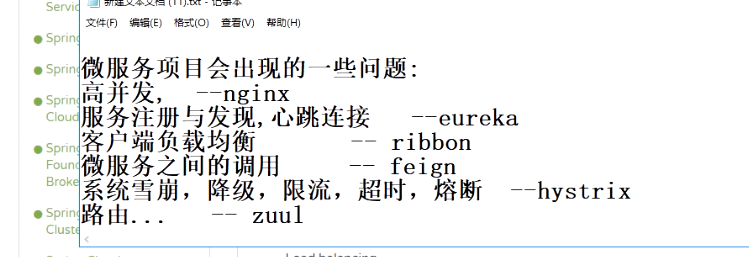 Servic
新建文本文档 (11).txt - 记事本
文件(F) 编辑(E) 格式(O) 查看(V) 帮助(H)
Spring
Spring
Spring
Cloud
Spring
Found
Broke
Spring
Cluste
微服务项目会出现的一些问题:
高并发, --nginx
服务注册与发现,心跳连接 --eureka
客户端负载均衡 -- ribbon
微服务之间的调用 -- feign
系统雪崩，降级，限流，超时，熔断 --hystrix
路由... -- zuul
Load balancing